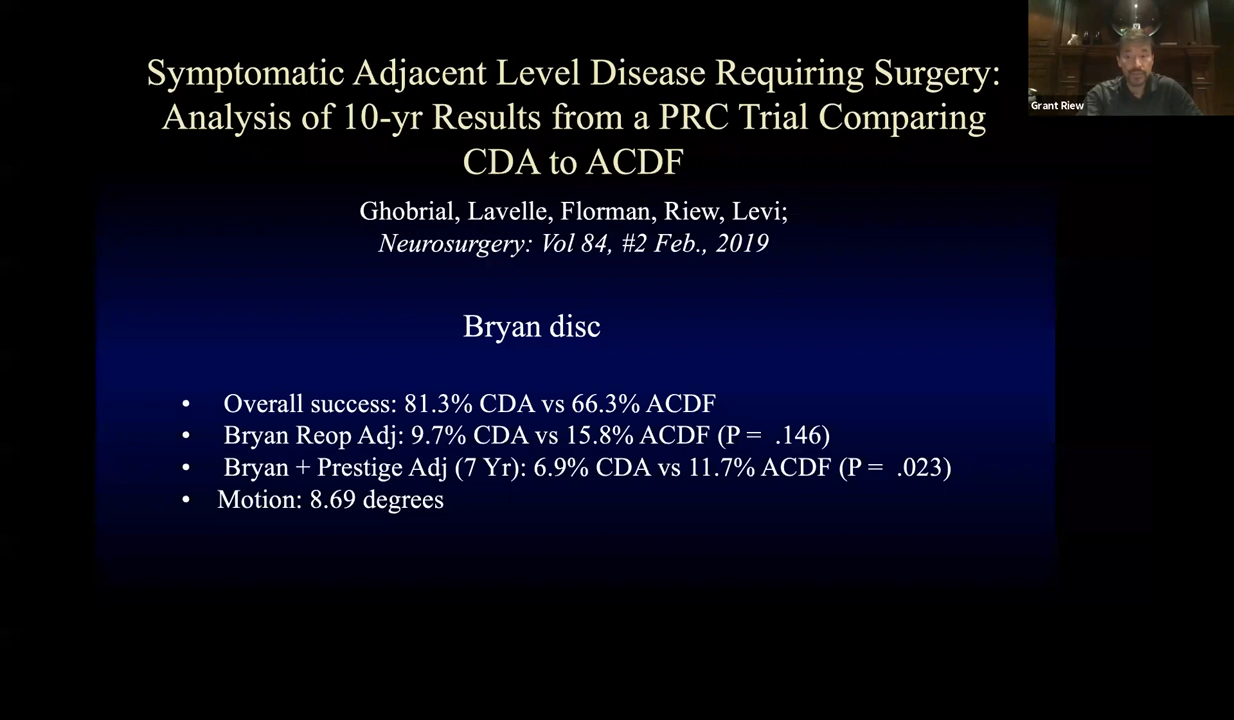 Symptomatic Adjacent Level Disease Requiring Surgery:
Analysis of 10-yr Results from a PRC Trial Comparing
CDA to ACDF
Grant Riew
Ghobrial, Lavelle, Florman, Riew, Levi;
Neurosurgery: Vol 84, #2 Feb., 2019
Bryan disc
• Overall success: 81.3% CDA vs 66.3% ACDF
• Bryan Reop Adj: 9.7% CDA vs 15.8% ACDF (P = .146)
• Bryan + Prestige Adj (7 Yr): 6.9% CDA vs 11.7% ACDF (P = .023)
• Motion: 8.69 degrees